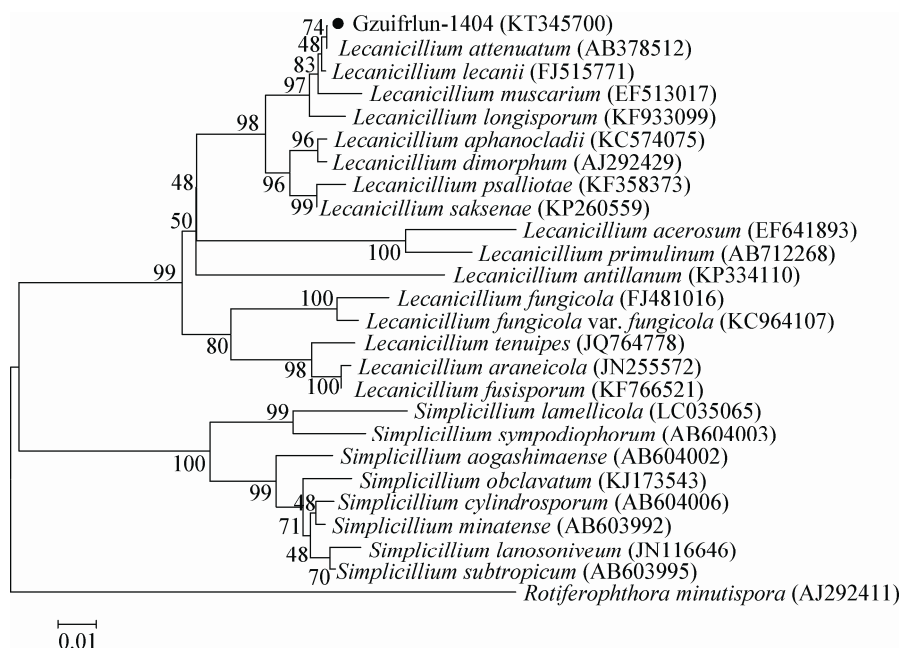 74 ● Gzuifrlun-1404 (KT345700)
48 Lecanicillium attenuatum (AB378512)
83 Lecanicillium lecanii (FJ515771)
97 Lecanicillium muscarium (EF513017)
Lecanicillium longisporum (KF933099)
98
96 Lecanicillium aphanocladii (KC574075)
Lecanicillium dimorphum (AJ292429)
48 96 Lecanicillium psalliotae (KF358373)
99 Lecanicillium saksenae (KP260559)
50
Lecanicillium acerosum (EF641893)
100 Lecanicillium primulinum (AB712268)
99 Lecanicillium antillanum (KP334110)
100 Lecanicillium fungicola (FJ481016)
Lecanicillium fungicola var. fungicola (KC964107)
80 Lecanicillium tenuipes (JQ764778)
98 Lecanicillium araneicola (JN255572)
100 Lecanicillium fusisporum (KF766521)
99 Simplicillium lamellicola (LC035065)
Simplicillium sympodiophorum (AB604003)
100 Simplicillium aogashimaense (AB604002)
99 Simplicillium obclavatum (KJ173543)
48 Simplicillium cylindrosporum (AB604006)
71 Simplicillium minatense (AB603992)
48 Simplicillium lanosoniveum (JN116646)
70 Simplicillium subtropicum (AB603995)
Rotiferophthora minutispora (AJ292411)
0.01